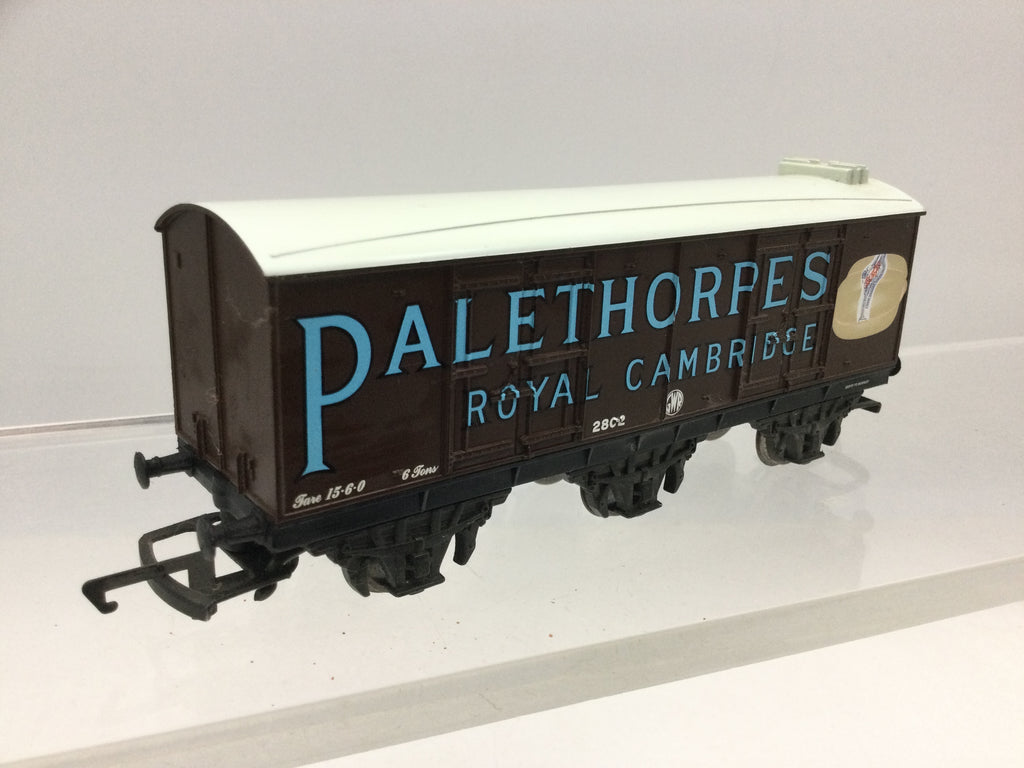 PALETHORPES
ROYAL CAMBRIDGE
2802
GWR
6 Tons
Tare 15-6-0